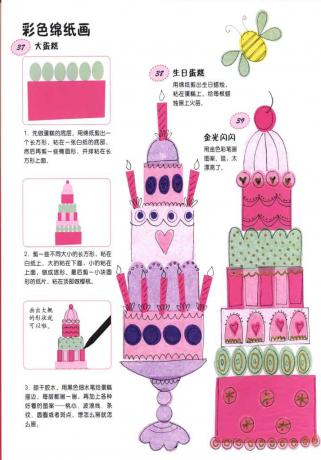 彩色绵纸画
37 大蛋糕
1. 先做蛋糕的底层，用绵纸剪出一
个长方形，粘在一张白纸的底部，
然后再剪一些椭圆形，并排粘在长
方形上面。
2. 剪一些不同大小的长方形，粘在
白纸上，大的粘在下面，小的粘在
上面，做成塔形，最后剪一小块圆
形的纸片，粘在顶部做樱桃。
画出大概
的形状就
可以啦。
3. 晾干胶水，用黑色细水笔给蛋糕
描边，每层都画一画，再加上各种
好看的图案——桃心、波浪线、条
纹、圆圈或者斑点，想怎么画就怎
么画。
38 生日蛋糕
用绵纸剪出生日蜡烛，
粘在蛋糕上，给每根蜡
烛画上火苗。
39
金光闪闪
用金色彩笔画
图案，哇，太
漂亮了。